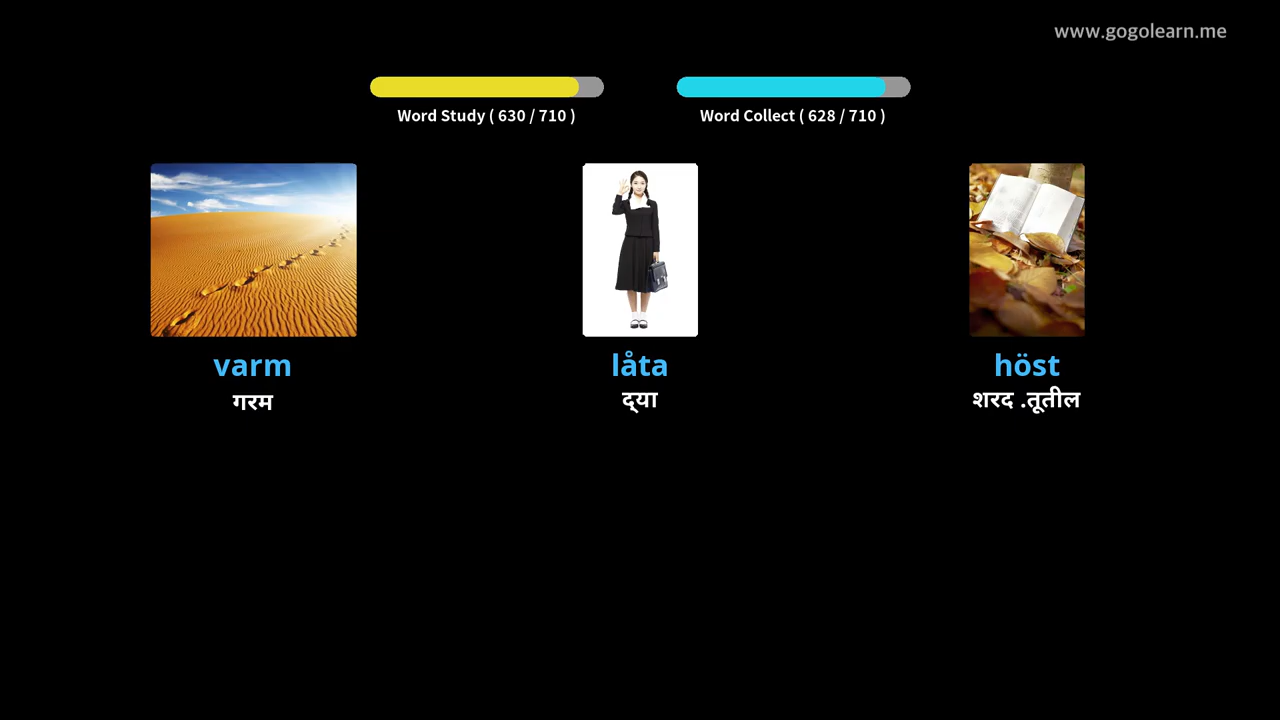 www.gogolearn.me
Word Study ( 630 / 710 )
Word Collect ( 628 / 710 )
varm
låta
höst
गरम
द्‌या
शरद .तूतील